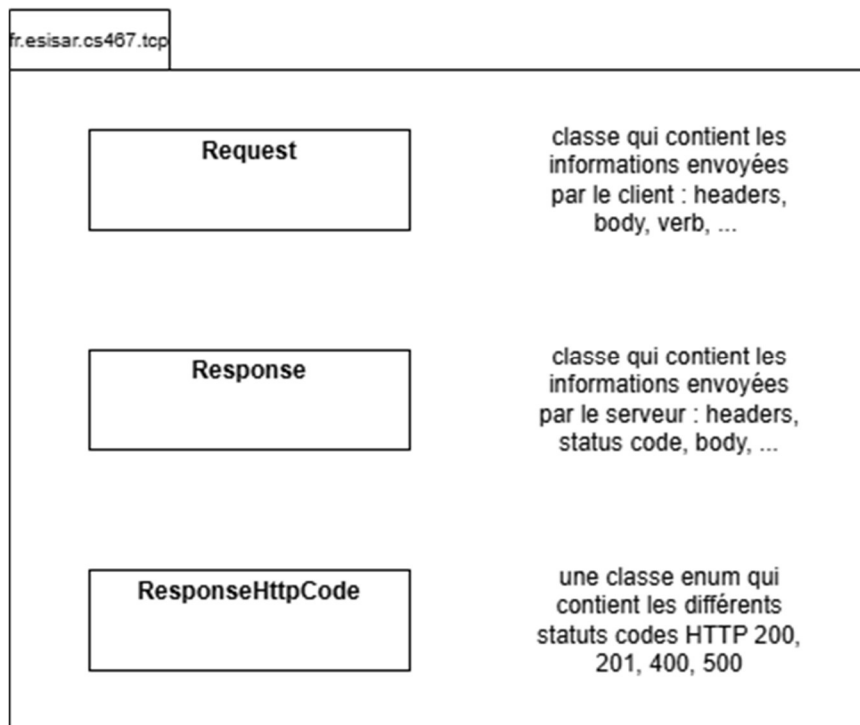 fr.esisar.cs467.tcp
Request
classe qui contient les
informations envoyées
par le client : headers,
body, verb, ...
Response
classe qui contient les
informations envoyées
par le serveur : headers,
status code, body, ...
ResponseHttpCode
une classe enum qui
contient les différents
statuts codes HTTP 200,
201, 400, 500